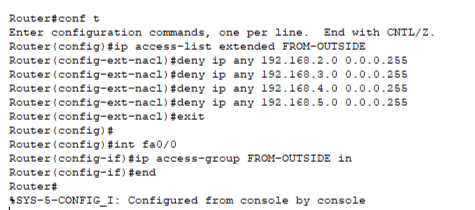 Router#conf t
Enter configuration commands, one per line.  End with CNTL/Z.
Router(config)#ip access-list extended FROM-OUTSIDE
Router(config-ext-nacl)#deny ip any 192.168.2.0 0.0.0.255
Router(config-ext-nacl)#deny ip any 192.168.3.0 0.0.0.255
Router(config-ext-nacl)#deny ip any 192.168.4.0 0.0.0.255
Router(config-ext-nacl)#deny ip any 192.168.5.0 0.0.0.255
Router(config-ext-nacl)#exit
Router(config)#
Router(config)#int fa0/0
Router(config-if)#ip access-group FROM-OUTSIDE in
Router(config-if)#end
Router#
%SYS-5-CONFIG_I: Configured from console by console